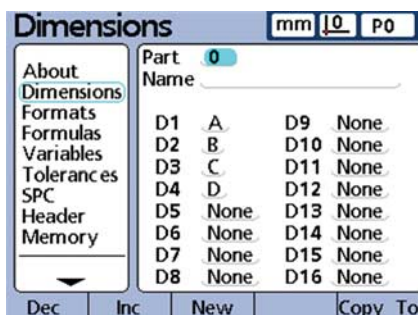 Dimensions mm 0 P0
About
Dimensions
Formats
Formulas
Variables
Tolerances
SPC
Header
Memory
Part 0
Name
D1 A D9 None
D2 B D10 None
D3 C D11 None
D4 D D12 None
D5 None D13 None
D6 None D14 None
D7 None D15 None
D8 None D16 None
Dec Inc New Copy To